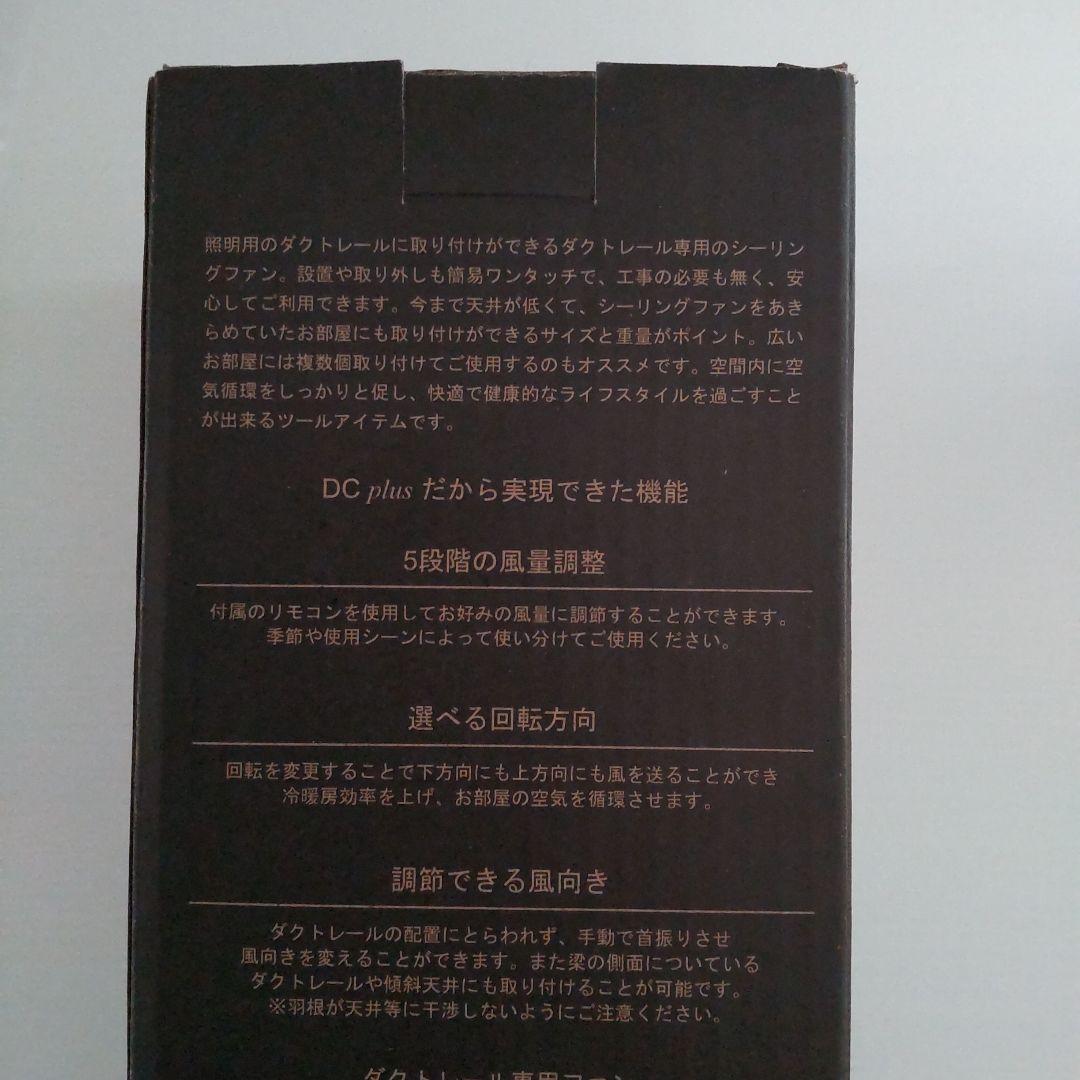 照明用のダクトレールに取り付けができるダクトレール専用のシーリン
グファン。設置や取り外しも簡易ワンタッチで、工事の必要も無く、安
心してご利用できます。今まで天井が低くて、シーリングファンをあき
らめていたお部屋にも取り付けができるサイズと重量がポイント。広い
お部屋には複数個取り付けてご使用するのもオススメです。空間内に空
気循環をしっかりと促し、快適で健康的なライフスタイルを過ごすこと
が出来るツールアイテムです。
DC plus だから実現できた機能
5段階の風量調整
付属のリモコンを使用してお好みの風量に調節することができます。
季節や使用シーンによって使い分けてご使用ください。
選べる回転方向
回転を変更することで下方向にも上方向にも風を送ることができ
冷暖房効率を上げ、お部屋の空気を循環させます。
調節できる風向き
ダクトレールの配置にとらわれず、手動で首振りさせ
風向きを変えることができます。また梁の側面についている
ダクトレールや傾斜天井にも取り付けることが可能です。
※羽根が天井等に干渉しないようにご注意ください。
ダクトレール専用ファン